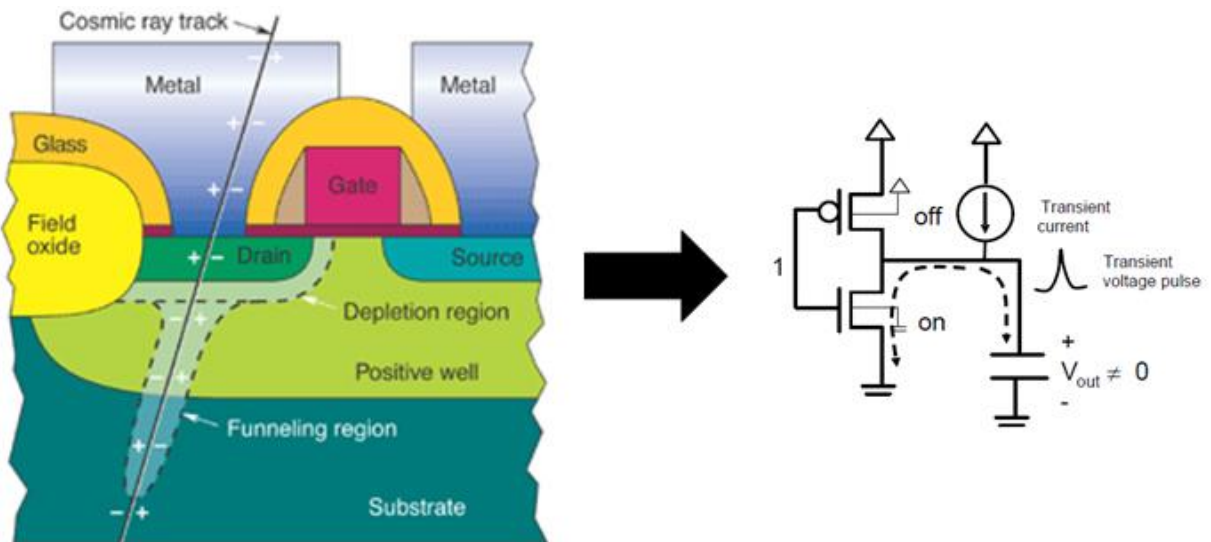 Cosmic ray track
Metal
Metal
Glass
Gate
Field
oxide
Drain
Source
Depletion region
Positive well
Funneling region
Substrate
off
Transient
current
1
Transient
voltage pulse
on
+
Vout ≠ 0
-